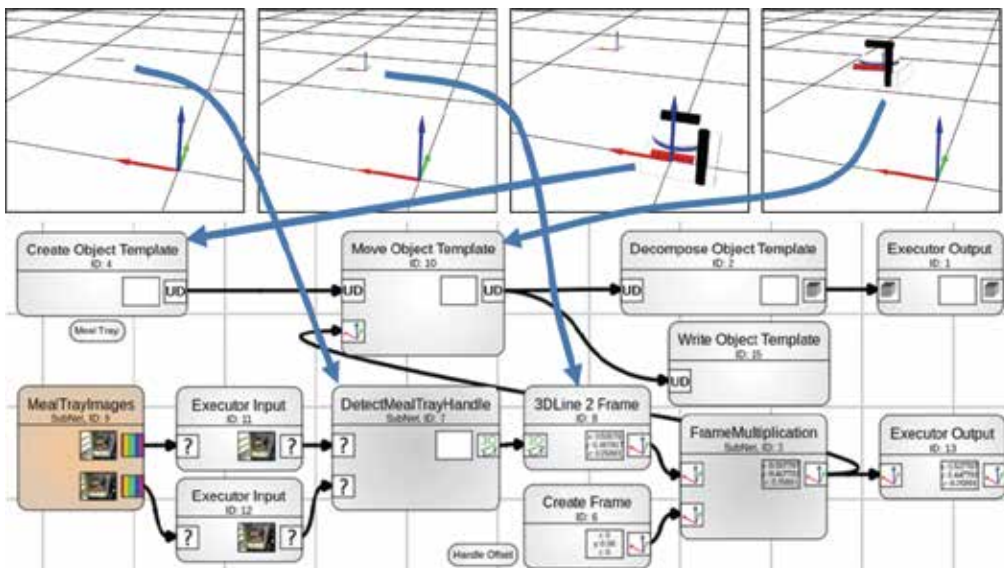 Create Object Template
ID: 4
UD
Meal Tray
Move Object Template
ID: 10
UD
UD
Decompose Object Template
ID: 2
UD
Executor Output
ID: 1
Write Object Template
ID: 15
UD
MealTrayImages
SubNet, ID: 9
Executor Input
ID: 11
?
?
Executor Input
ID: 12
?
?
DetectMealTrayHandle
SubNet, ID: 7
?
?
3DLine 2 Frame
ID: 8
Create Frame
ID: 6
Handle Offset
FrameMultiplication
SubNet, ID: 3
Executor Output
ID: 13